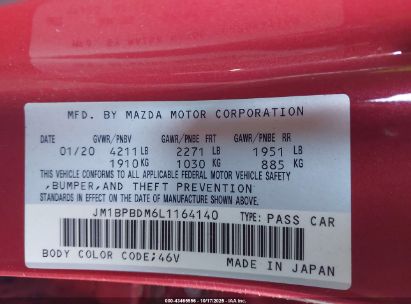 MFD. BY MAZDA MOTOR CORPORATION
DATE GVWR/PNBV GAWR/PNBE FRT GAWR/PNBE RR
01/20 4211 LB 2271 LB 1951 LB
1910 KG 1030 KG 885 KG
THIS VEHICLE CONFORMS TO ALL APPLICABLE FEDERAL MOTOR VEHICLE SAFETY
,BUMPER,AND THEFT PREVENTION
STANDARDS IN EFFECT ON THE DATE OF MANUFACTURE SHOWN ABOVE.
JM1BPBDM6L1164140 TYPE: PASS CAR
BODY COLOR CODE;46V MADE IN JAPAN